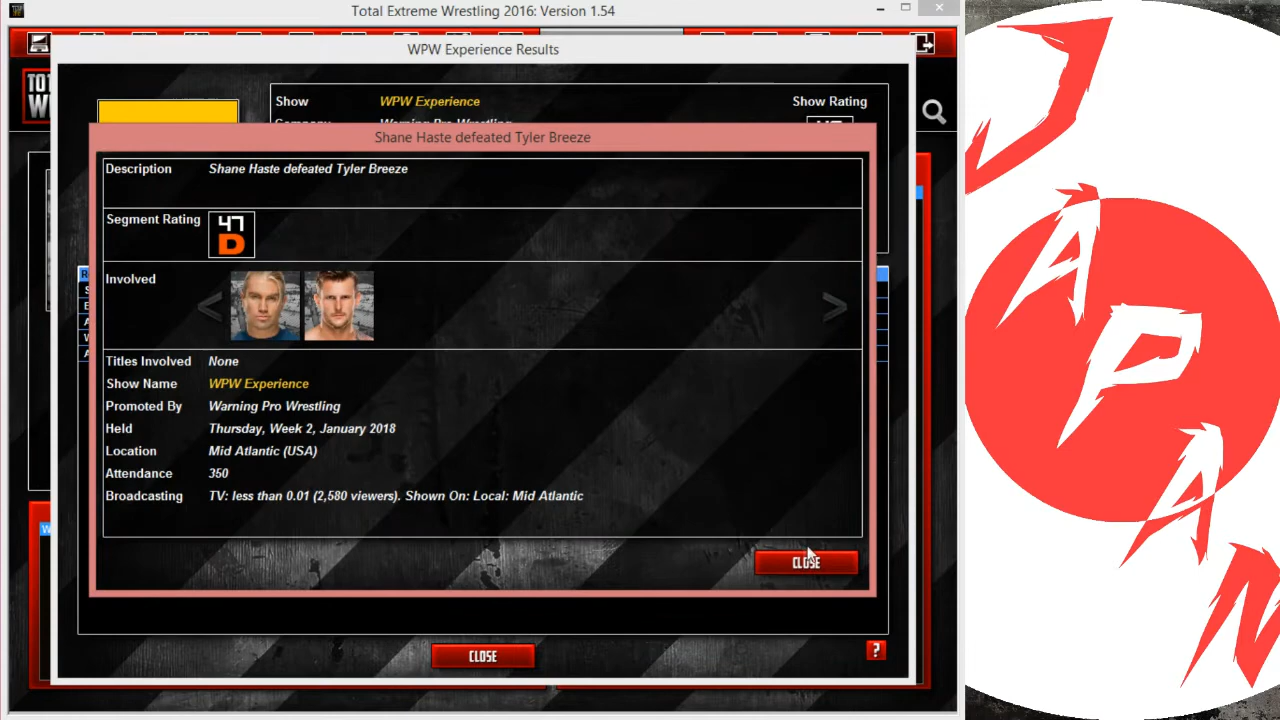 Total Extreme Wrestling 2016: Version 1.54
WPW Experience Results
Show WPW Experience Show Rating
Shane Haste defeated Tyler Breeze
Description Shane Haste defeated Tyler Breeze
Segment Rating 47
D
Involved
< >
Titles Involved None
Show Name WPW Experience
Promoted By Warning Pro Wrestling
Held Thursday, Week 2, January 2018
Location Mid Atlantic (USA)
Attendance 350
Broadcasting TV: less than 0.01 (2,580 viewers). Shown On: Local: Mid Atlantic
CLOSE
CLOSE
?
JAPAN